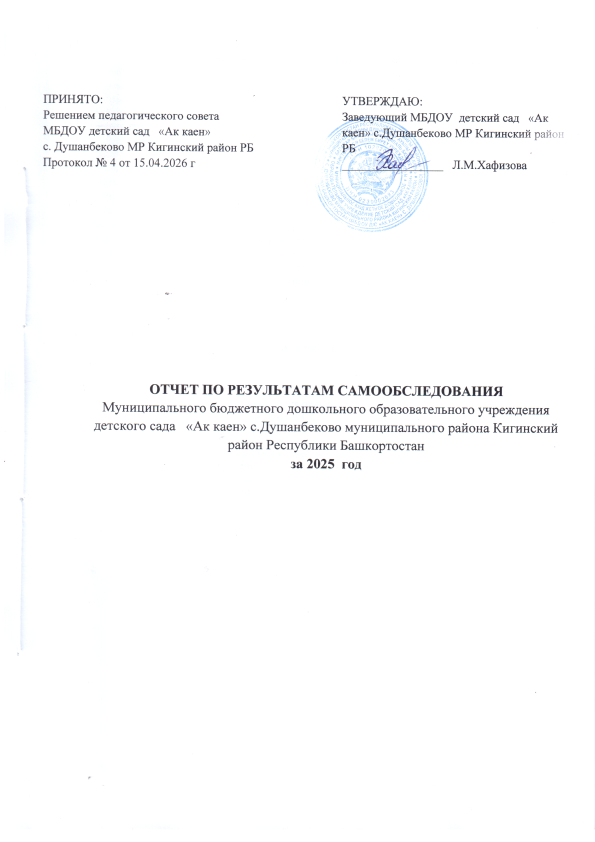 ПРИНЯТО:
Решением педагогического совета
МБДОУ детский сад «Ак каен»
с. Душанбеково МР Кигинский район РБ
Протокол № 4 от 15.04.2026 г
УТВЕРЖДАЮ:
Заведующий МБДОУ детский сад «Ак
каен» с.Душанбеково МР Кигинский район
РБ
Л.М.Хафизова
ОТЧЕТ ПО РЕЗУЛЬТАТАМ САМООБСЛЕДОВАНИЯ
Муниципального бюджетного дошкольного образовательного учреждения
детского сада «Ак каен» с.Душанбеково муниципального района Кигинский
район Республики Башкортостан
за 2025 год